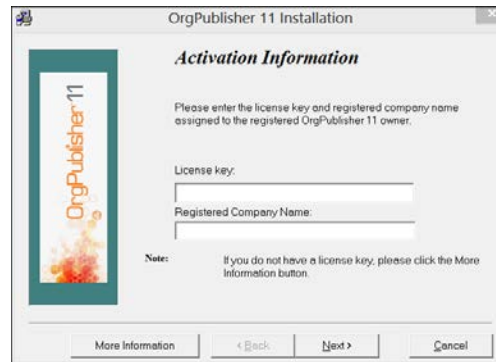 OrgPublisher 11 Installation
Activation Information
OrgPublisher 11
Please enter the license key and registered company name
assigned to the registered OrgPublisher 11 owner.
License key:
Registered Company Name:
Note:
If you do not have a license key, please click the More
Information button.
More Information
< Back
Next >
Cancel